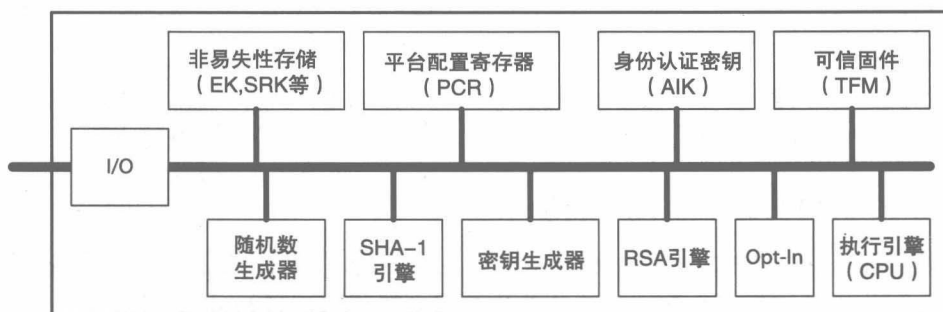 非易失性存储
（EK,SRK等）
平台配置寄存器
（PCR）
身份认证密钥
（AIK）
可信固件
（TFM）
I/O
随机数
生成器
SHA-1
引擎
密钥生成器
RSA引擎
Opt-In
执行引擎
（CPU）